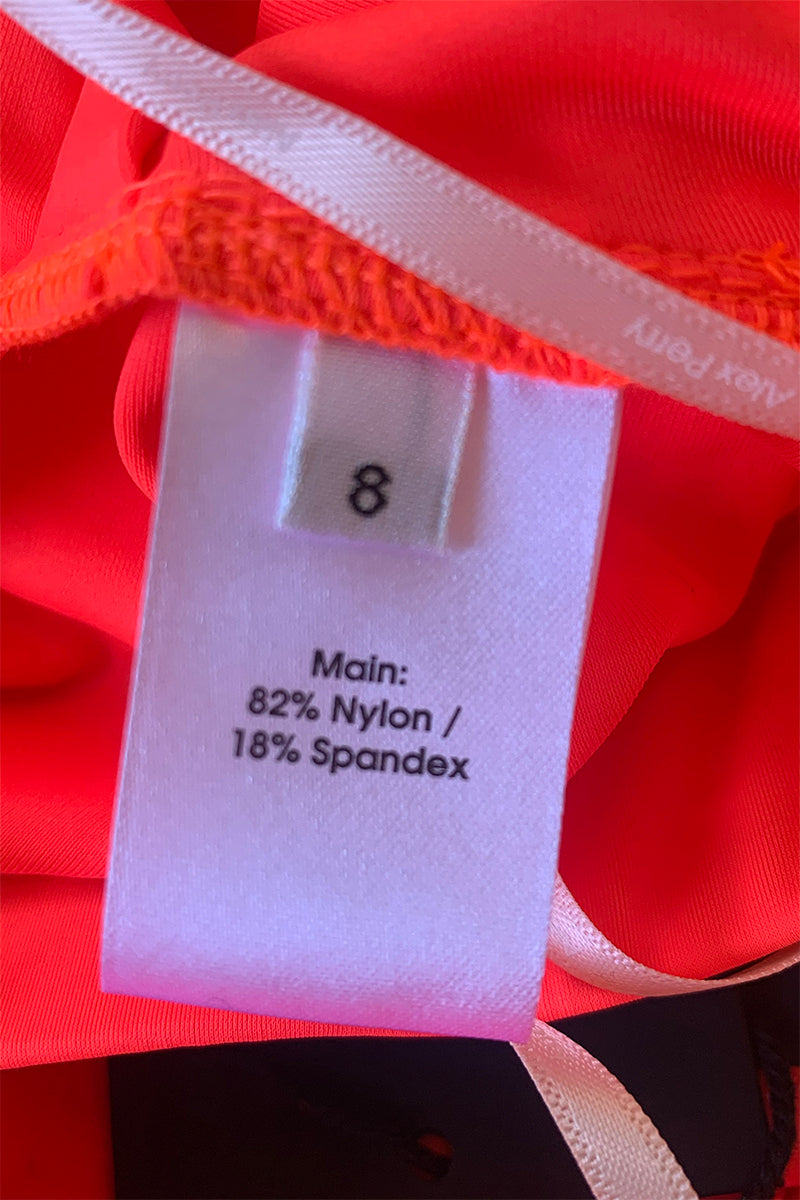 Alex Perry
8
Main:
82% Nylon /
18% Spandex